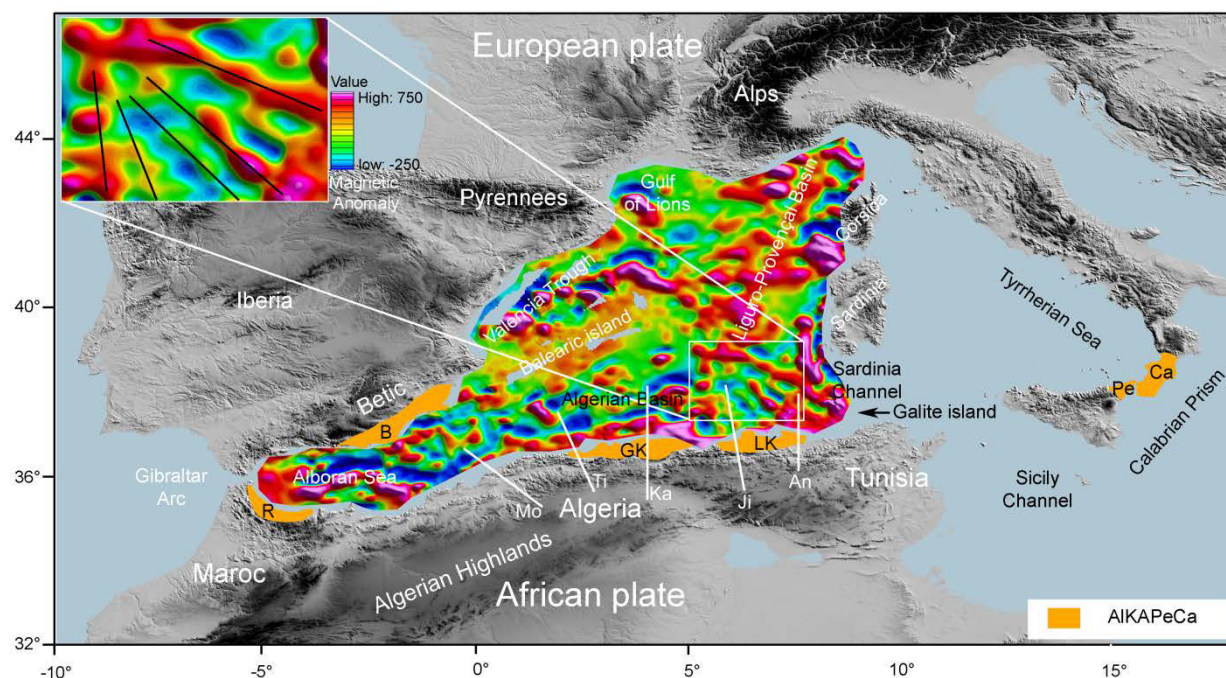 European plate
Alps
Value
High: 750
low: -250
Magnetic
Anomaly
44°
Pyrennees
Gulf
of Lions
Liguro-Provençal Basin
Corsica
40°
Iberia
Valencia Trough
Balearic island
Sardinia
Tyrrherian Sea
Betic
Algerian Basin
Sardinia
Channel
Galite island
Pe
Ca
Calabrian Prism
B
GK
LK
36°
Gibraltar
Arc
Alboran Sea
R
Mo
Ti
Ka
Ji
An
Tunisia
Sicily
Channel
Algeria
Maroc
Algerian Highlands
African plate
AlKAPeCa
32°
-10°
-5°
0°
5°
10°
15°